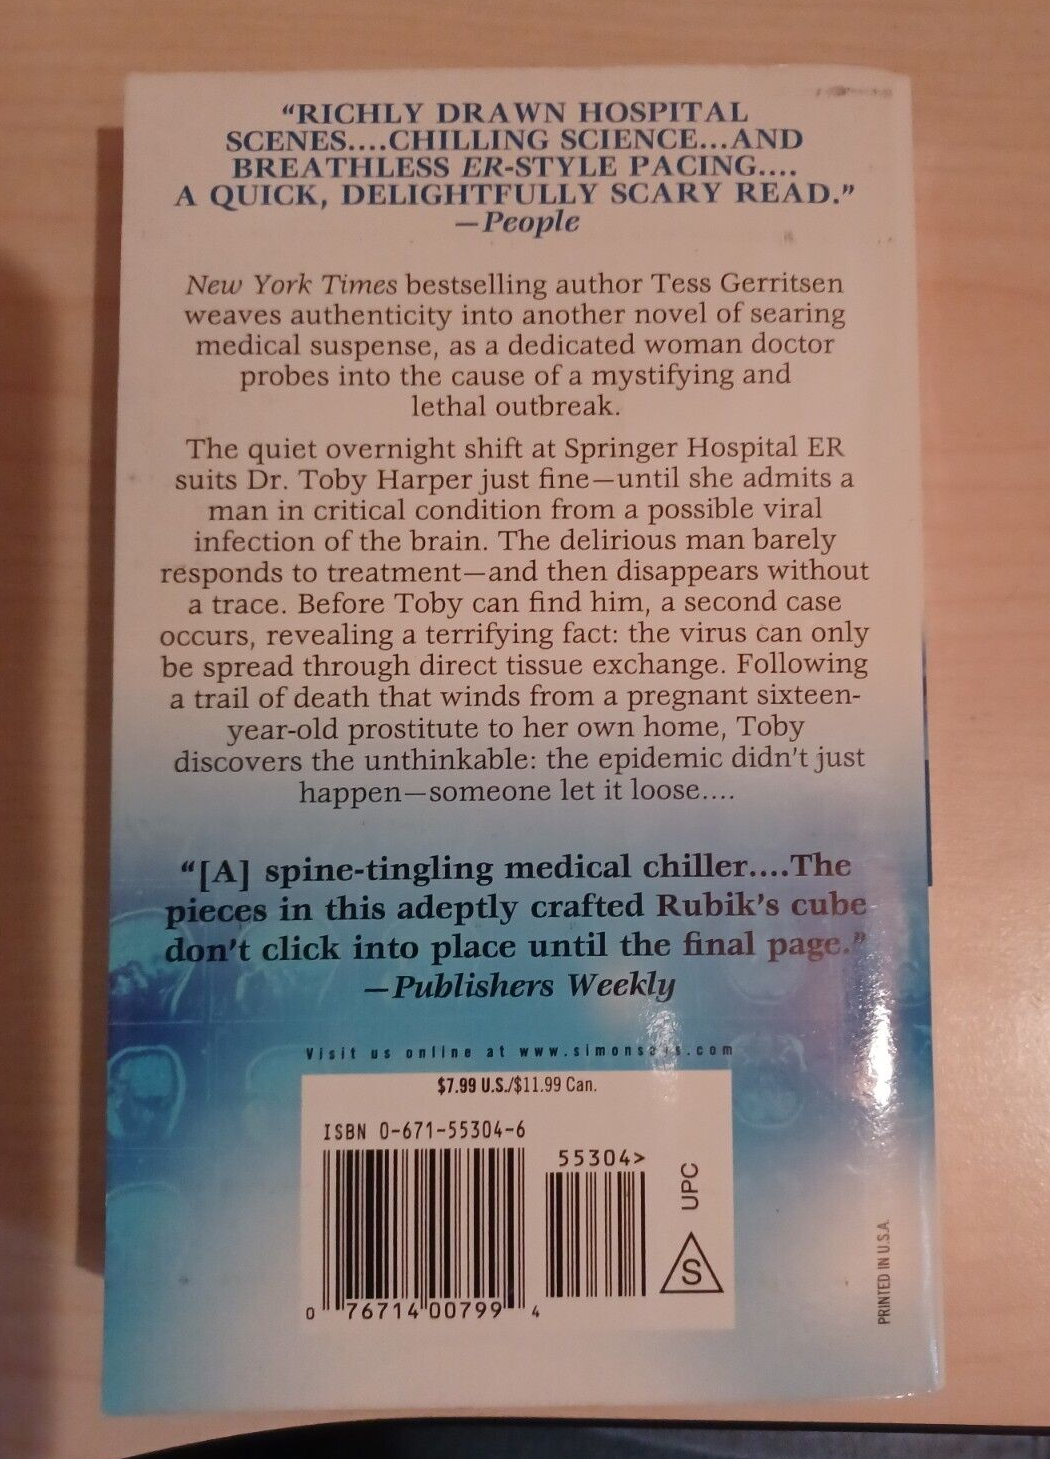 “RICHLY DRAWN HOSPITAL
SCENES....CHILLING SCIENCE...AND
BREATHLESS ER-STYLE PACING....
A QUICK, DELIGHTFULLY SCARY READ.”
—People
New York Times bestselling author Tess Gerritsen
weaves authenticity into another novel of searing
medical suspense, as a dedicated woman doctor
probes into the cause of a mystifying and
lethal outbreak.
The quiet overnight shift at Springer Hospital ER
suits Dr. Toby Harper just fine—until she admits a
man in critical condition from a possible viral
infection of the brain. The delirious man barely
responds to treatment—and then disappears without
a trace. Before Toby can find him, a second case
occurs, revealing a terrifying fact: the virus can only
be spread through direct tissue exchange. Following
a trail of death that winds from a pregnant sixteen-
year-old prostitute to her own home, Toby
discovers the unthinkable: the epidemic didn't just
happen—someone let it loose....
“[A] spine-tingling medical chiller....The
pieces in this adeptly crafted Rubik's cube
don't click into place until the final page.”
—Publishers Weekly
Visit us online at www.simonsays.com
$7.99 U.S./$11.99 Can.
ISBN 0-671-55304-6
55304>
UPC
S
0 76714 00799 4
PRINTED IN U.S.A.